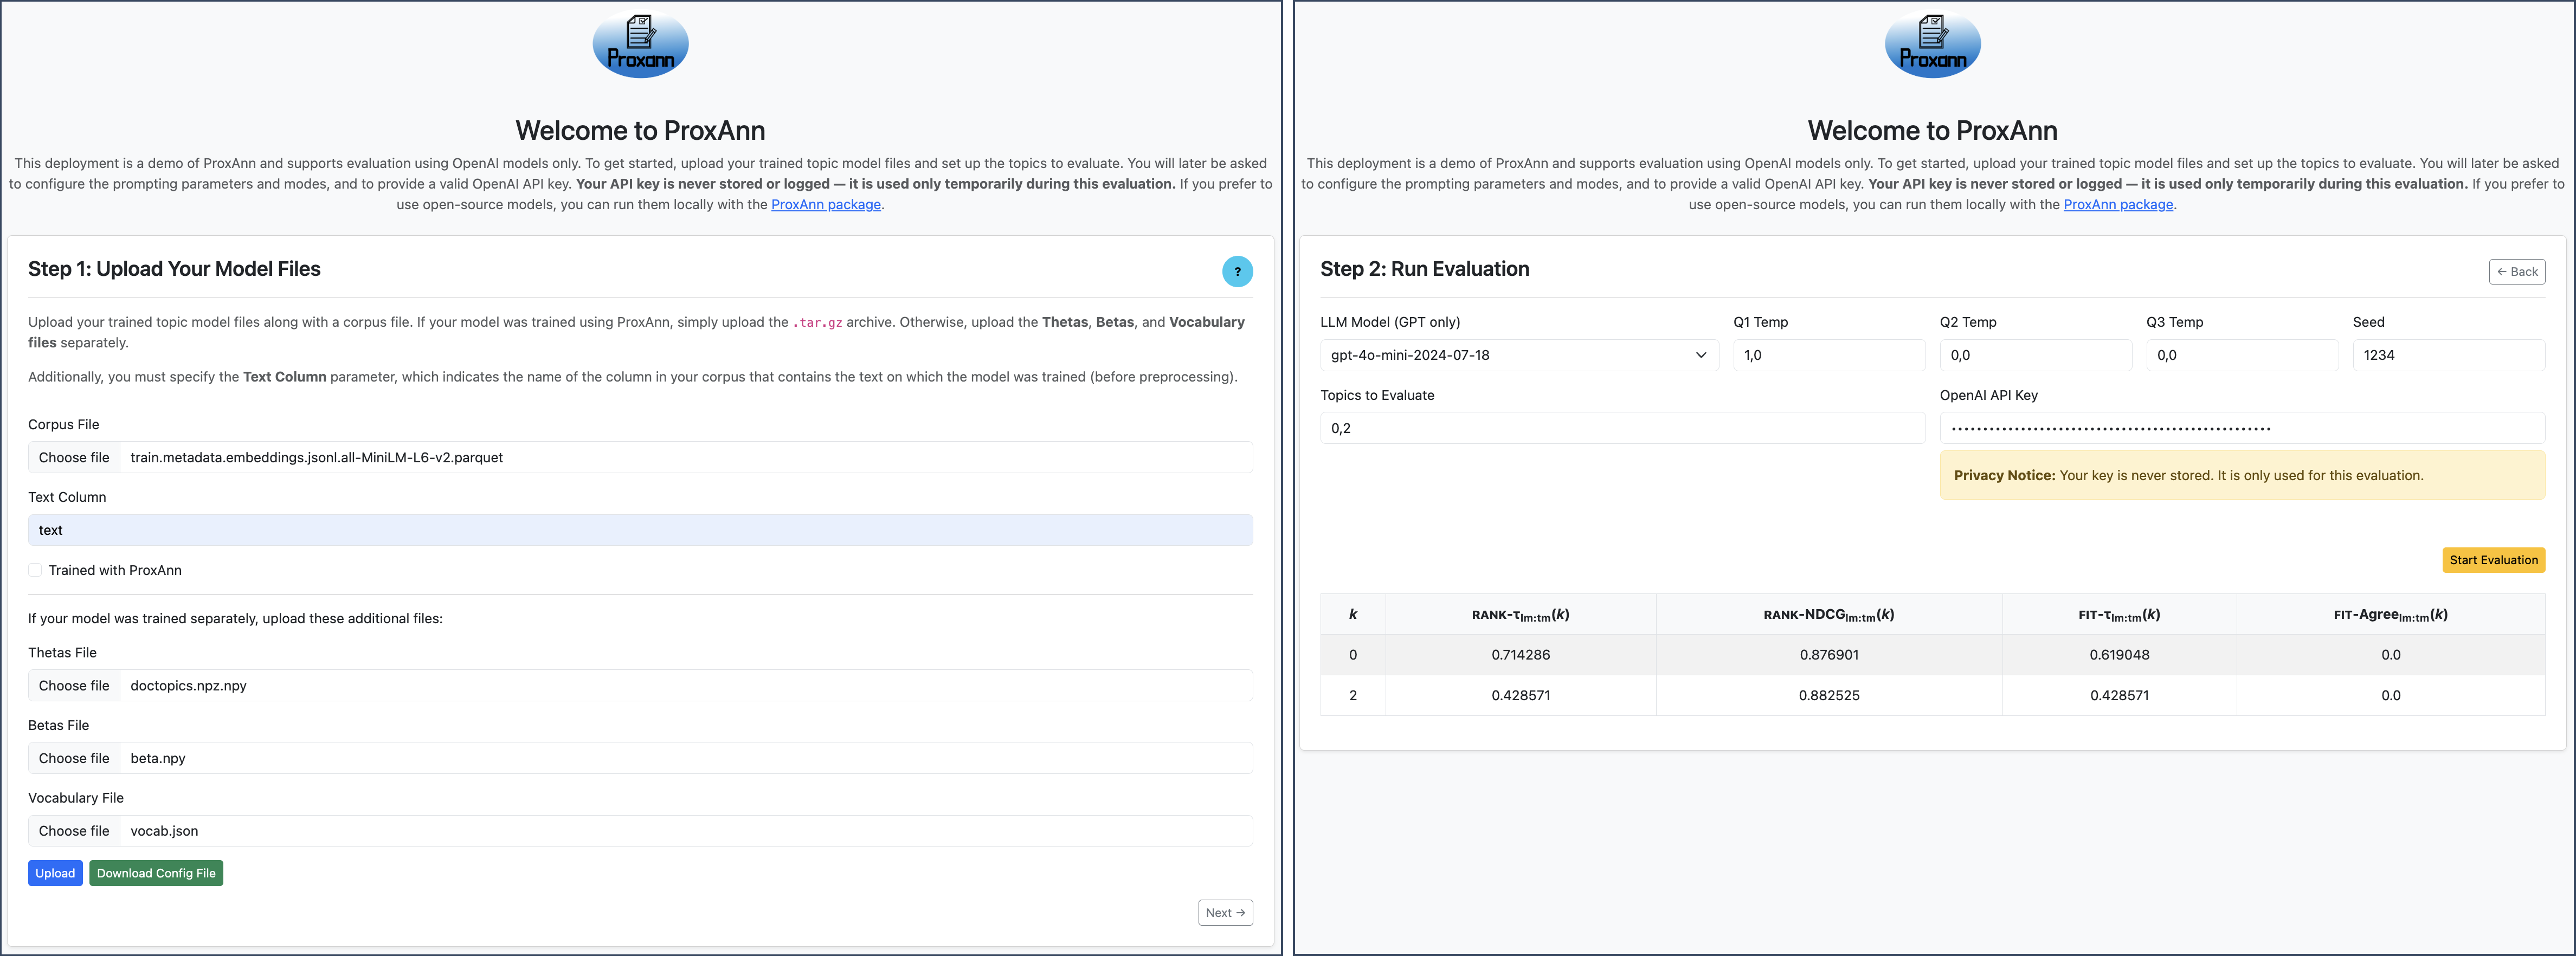 Proxann
Welcome to ProxAnn
This deployment is a demo of ProxAnn and supports evaluation using OpenAI models only. To get started, upload your trained topic model files and set up the topics to evaluate. You will later be asked
to configure the prompting parameters and modes, and to provide a valid OpenAI API key. Your API key is never stored or logged — it is used only temporarily during this evaluation. If you prefer to
use open-source models, you can run them locally with the ProxAnn package.
Step 1: Upload Your Model Files
?
Upload your trained topic model files along with a corpus file. If your model was trained using ProxAnn, simply upload the .tar.gz archive. Otherwise, upload the Thetas, Betas, and Vocabulary
files separately.
Additionally, you must specify the Text Column parameter, which indicates the name of the column in your corpus that contains the text on which the model was trained (before preprocessing).
Corpus File
Choose file train.metadata.embeddings.jsonl.all-MiniLM-L6-v2.parquet
Text Column
text
Trained with ProxAnn
If your model was trained separately, upload these additional files:
Thetas File
Choose file doctopics.npz.npy
Betas File
Choose file beta.npy
Vocabulary File
Choose file vocab.json
Upload Download Config File
Next →
Proxann
Welcome to ProxAnn
This deployment is a demo of ProxAnn and supports evaluation using OpenAI models only. To get started, upload your trained topic model files and set up the topics to evaluate. You will later be asked
to configure the prompting parameters and modes, and to provide a valid OpenAI API key. Your API key is never stored or logged — it is used only temporarily during this evaluation. If you prefer to
use open-source models, you can run them locally with the ProxAnn package.
Step 2: Run Evaluation
← Back
LLM Model (GPT only) Q1 Temp Q2 Temp Q3 Temp Seed
gpt-4o-mini-2024-07-18 1,0 0,0 0,0 1234
Topics to Evaluate OpenAI API Key
0,2 ••••••••••••••••••••••••••••••••••••••••••••••••••
Privacy Notice: Your key is never stored. It is only used for this evaluation.
Start Evaluation
k RANK-τlm:tm(k) RANK-NDCGlm:tm(k) FIT-τlm:tm(k) FIT-Agreelm:tm(k)
0 0.714286 0.876901 0.619048 0.0
2 0.428571 0.882525 0.428571 0.0